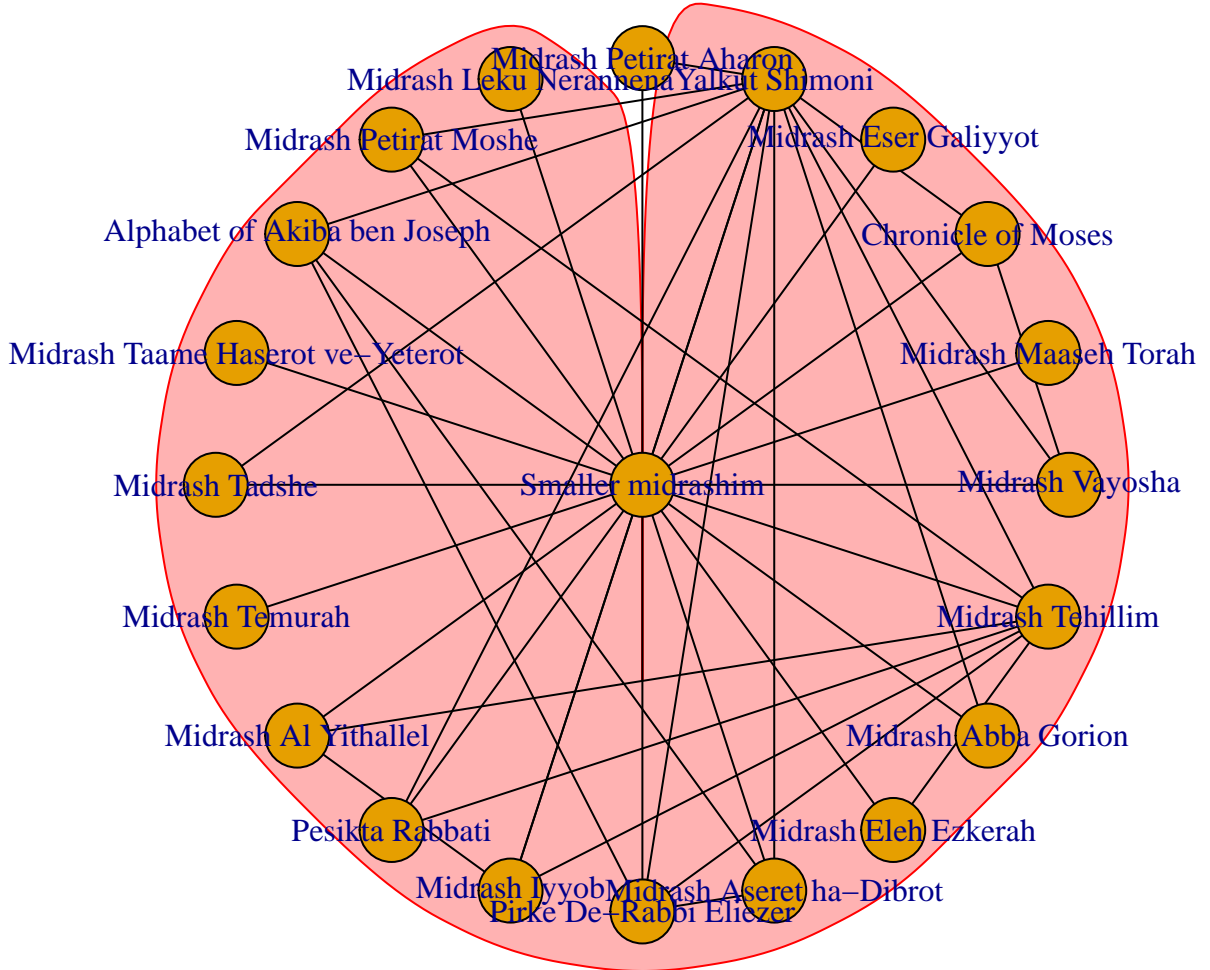 Midrash Petirat Aharon
Midrash Leku Nerannena
Yalkut Shimoni
Midrash Petirat Moshe
Midrash Eser Galiyyot
Alphabet of Akiba ben Joseph
Chronicle of Moses
Midrash Taame Haserot ve−Yeterot
Midrash Maaseh Torah
Midrash Tadshe
Smaller midrashim
Midrash Vayosha
Midrash Temurah
Midrash Tehillim
Midrash Al Yithallel
Midrash Abba Gorion
Pesikta Rabbati
Midrash Eleh Ezkerah
Midrash Iyyob
Midrash Aseret ha−Dibrot
Pirke De−Rabbi Eliezer